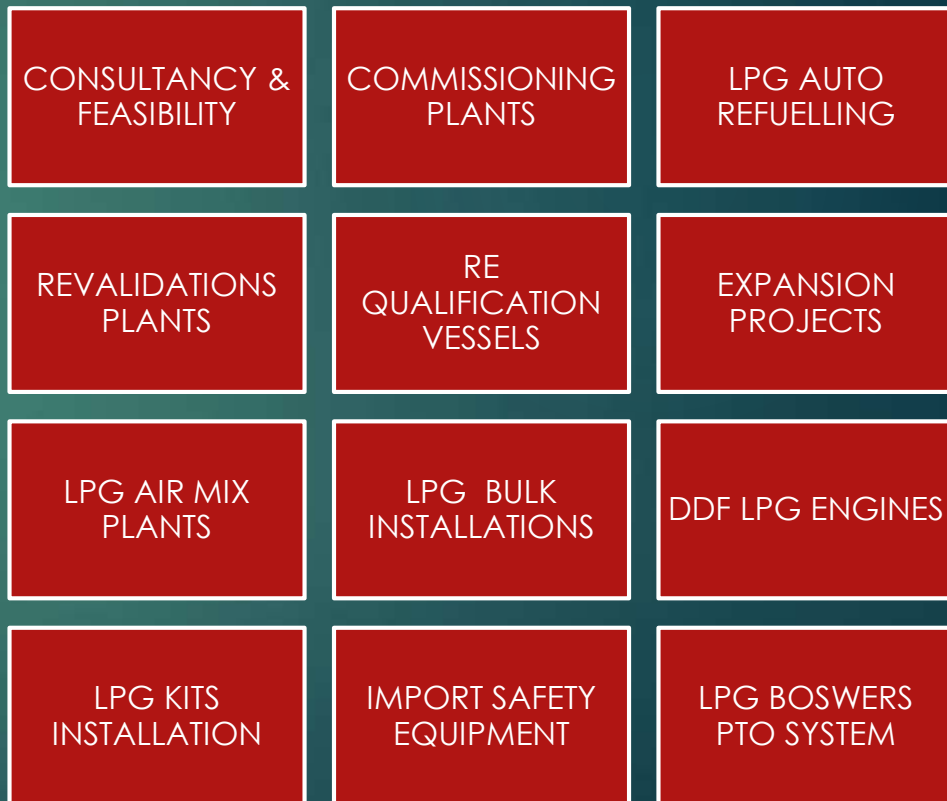 CONSULTANCY &
FEASIBILITY
COMMISSIONING
PLANTS
LPG AUTO
REFUELLING
REVALIDATIONS
PLANTS
RE
QUALIFICATION
VESSELS
EXPANSION
PROJECTS
LPG AIR MIX
PLANTS
LPG  BULK
INSTALLATIONS
DDF LPG ENGINES
LPG KITS
INSTALLATION
IMPORT SAFETY
EQUIPMENT
LPG BOSWERS
PTO SYSTEM